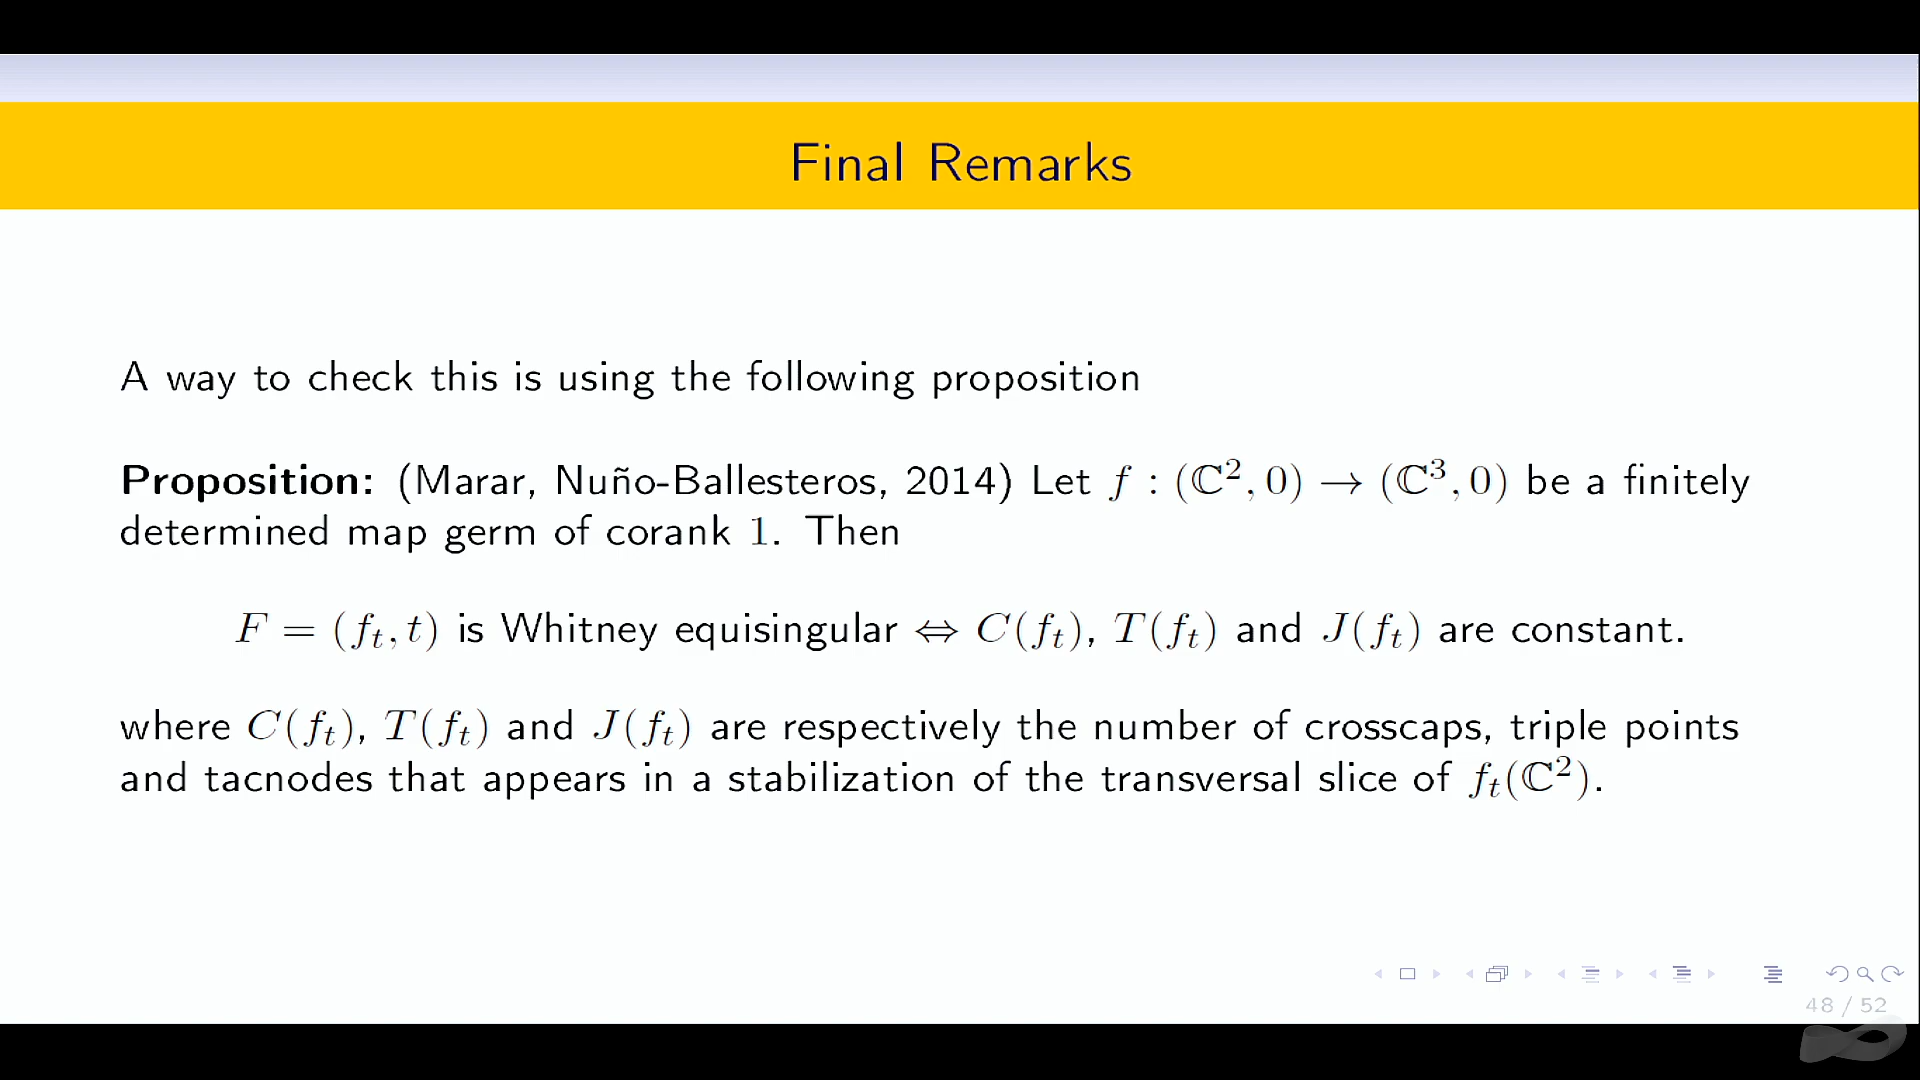 Final Remarks
A way to check this is using the following proposition
Proposition: (Marar, Nuño-Ballesteros, 2014) Let f : (ℂ², 0) → (ℂ³, 0) be a finitely
determined map germ of corank 1. Then
F = (fₜ, t) is Whitney equisingular ⇔ C(fₜ), T(fₜ) and J(fₜ) are constant.
where C(fₜ), T(fₜ) and J(fₜ) are respectively the number of crosscaps, triple points
and tacnodes that appears in a stabilization of the transversal slice of fₜ(ℂ²).
48 / 52